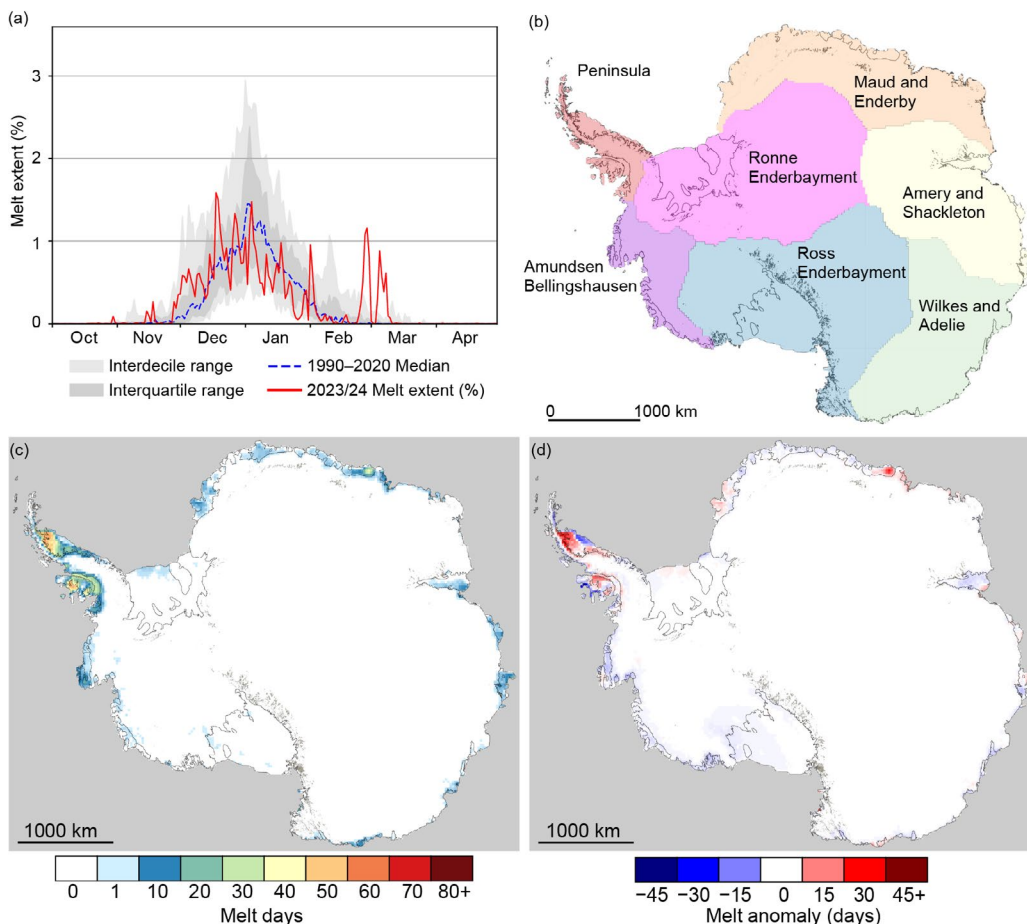 (a)
Melt extent (%)
3
2
1
0
Oct Nov Dec Jan Feb Mar Apr
Interdecile range
1990–2020 Median
Interquartile range
2023/24 Melt extent (%)
(b)
Peninsula
Maud and
Enderby
Ronne
Enderbayment
Amery and
Shackleton
Amundsen
Bellingshausen
Ross
Enderbayment
Wilkes and
Adelie
0 1000 km
(c)
1000 km
0 1 10 20 30 40 50 60 70 80+
Melt days
(d)
1000 km
−45 −30 −15 0 15 30 45+
Melt anomaly (days)